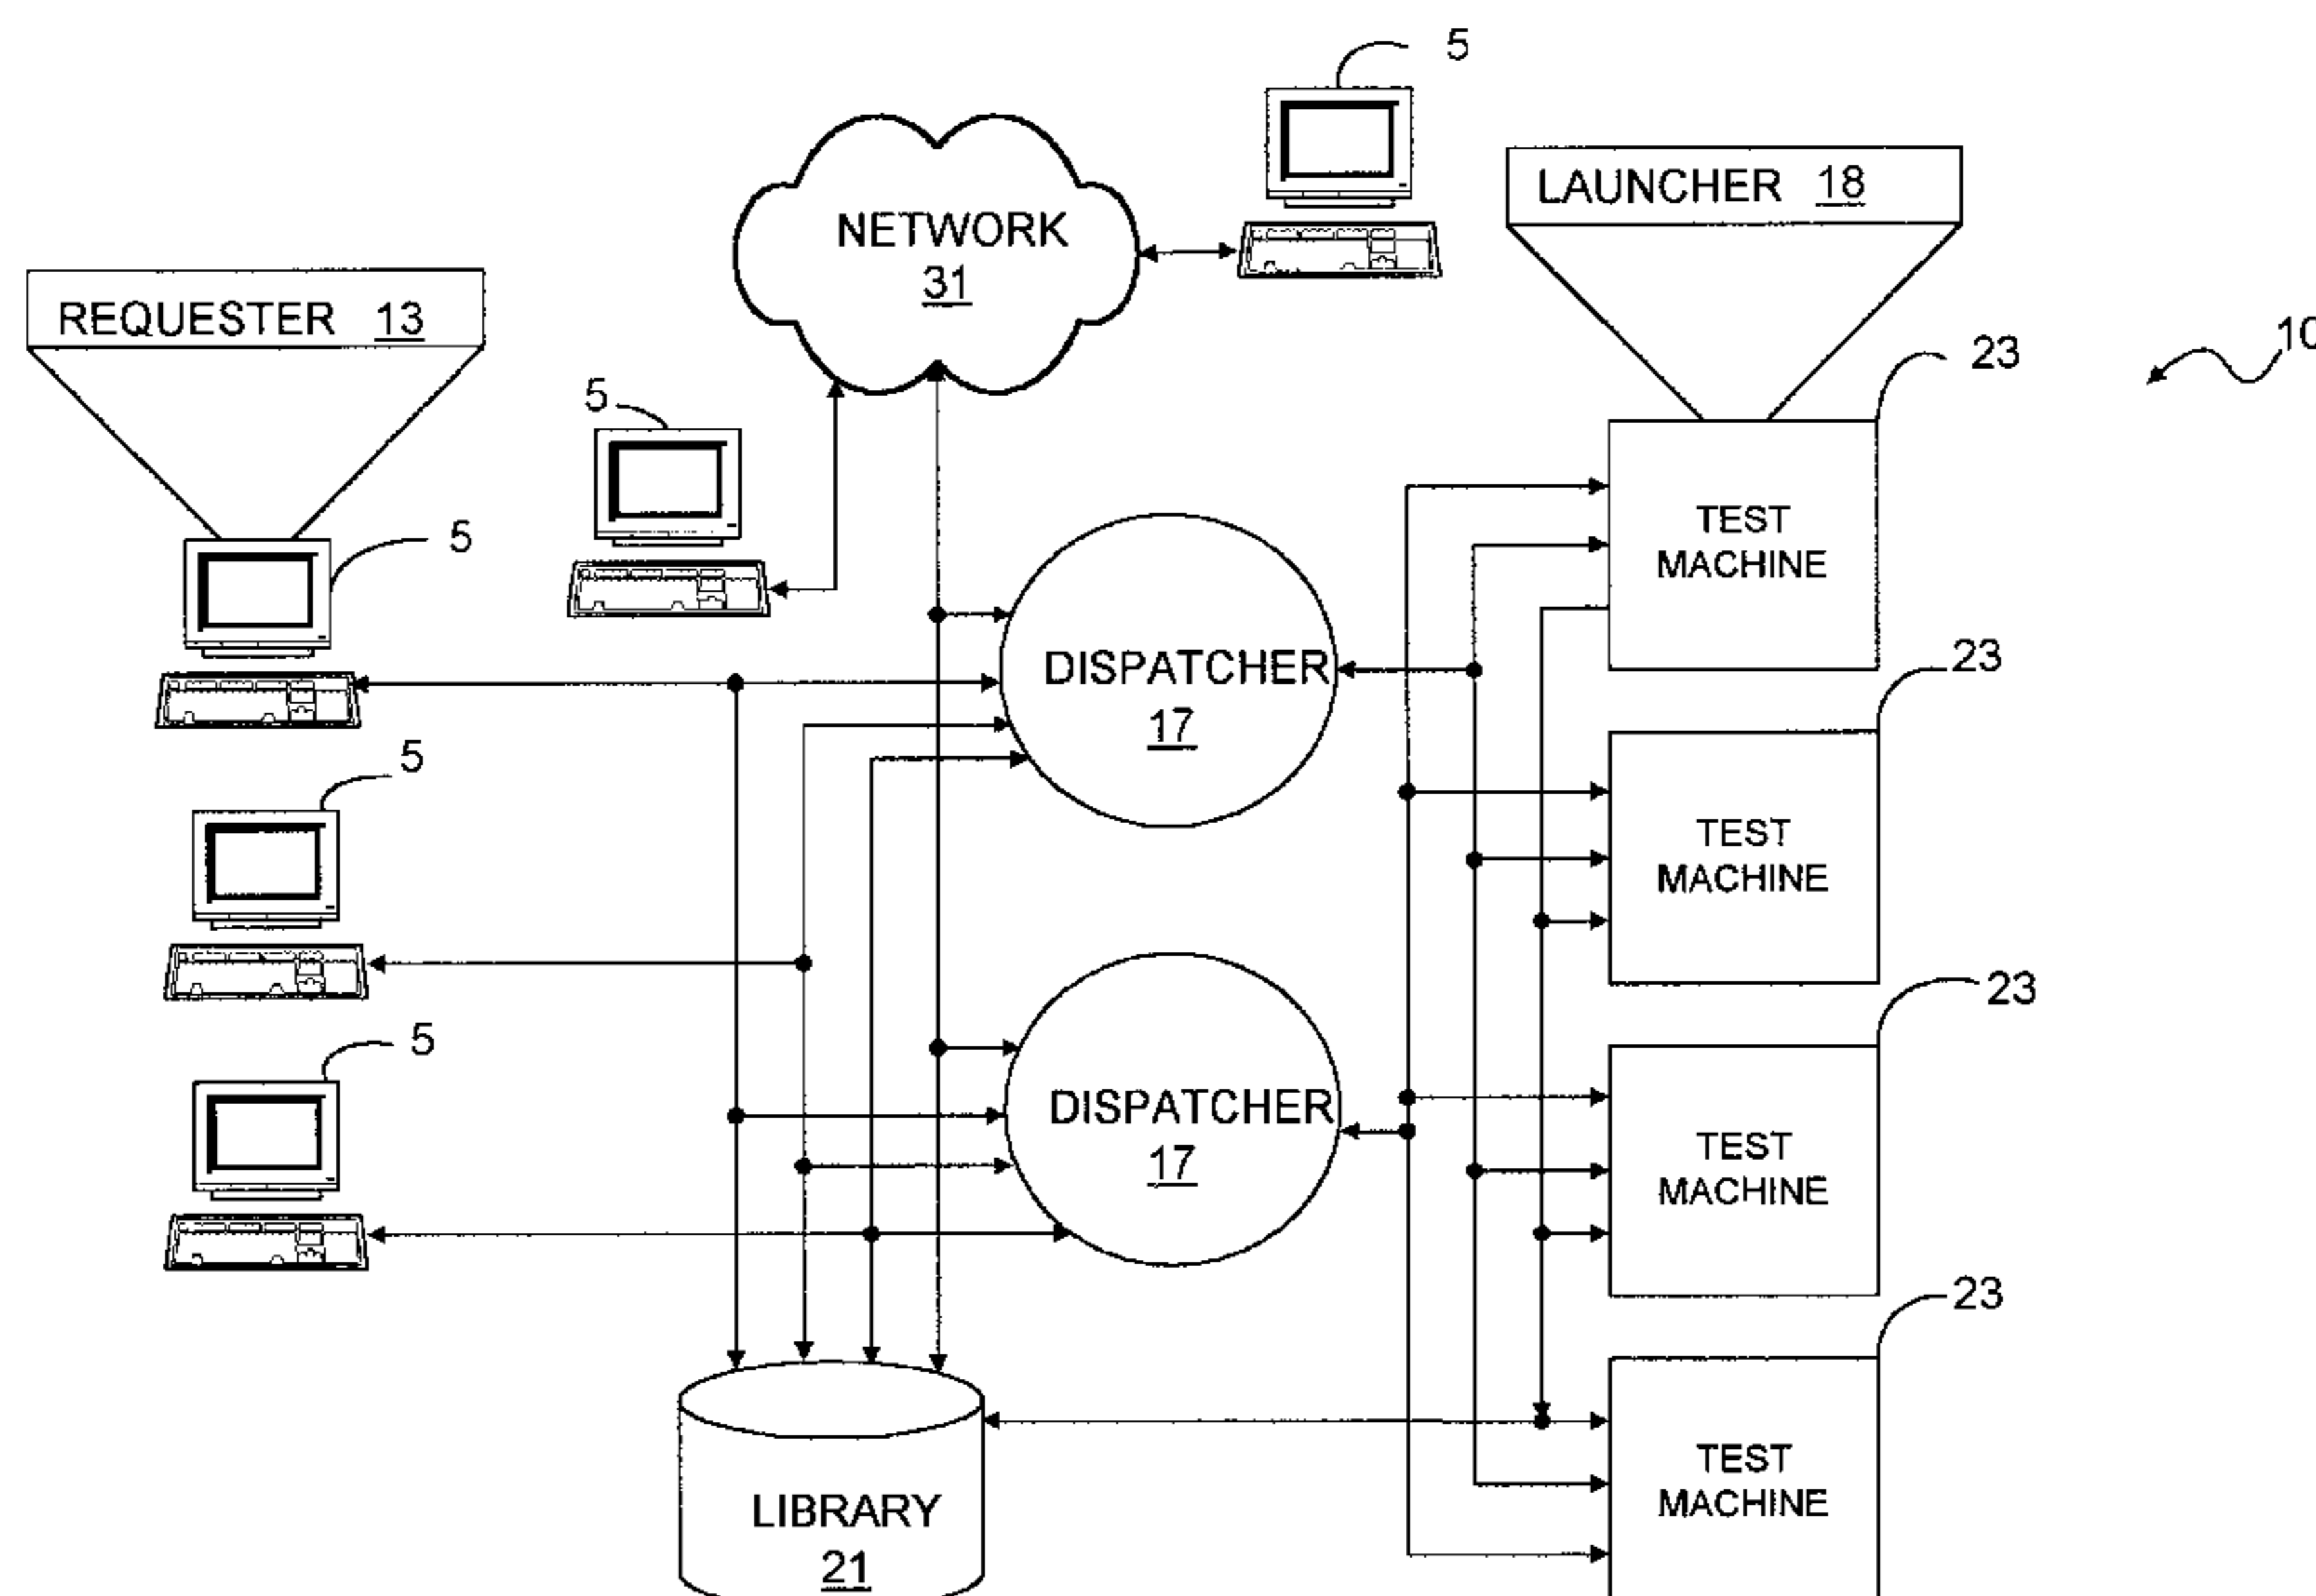 5
NETWORK
31
LAUNCHER 18
REQUESTER 13
10
23
5
5
TEST
MACHINE
DISPATCHER
17
23
5
TEST
MACHINE
23
5
DISPATCHER
17
TEST
MACHINE
23
TEST
MACHINE
LIBRARY
21